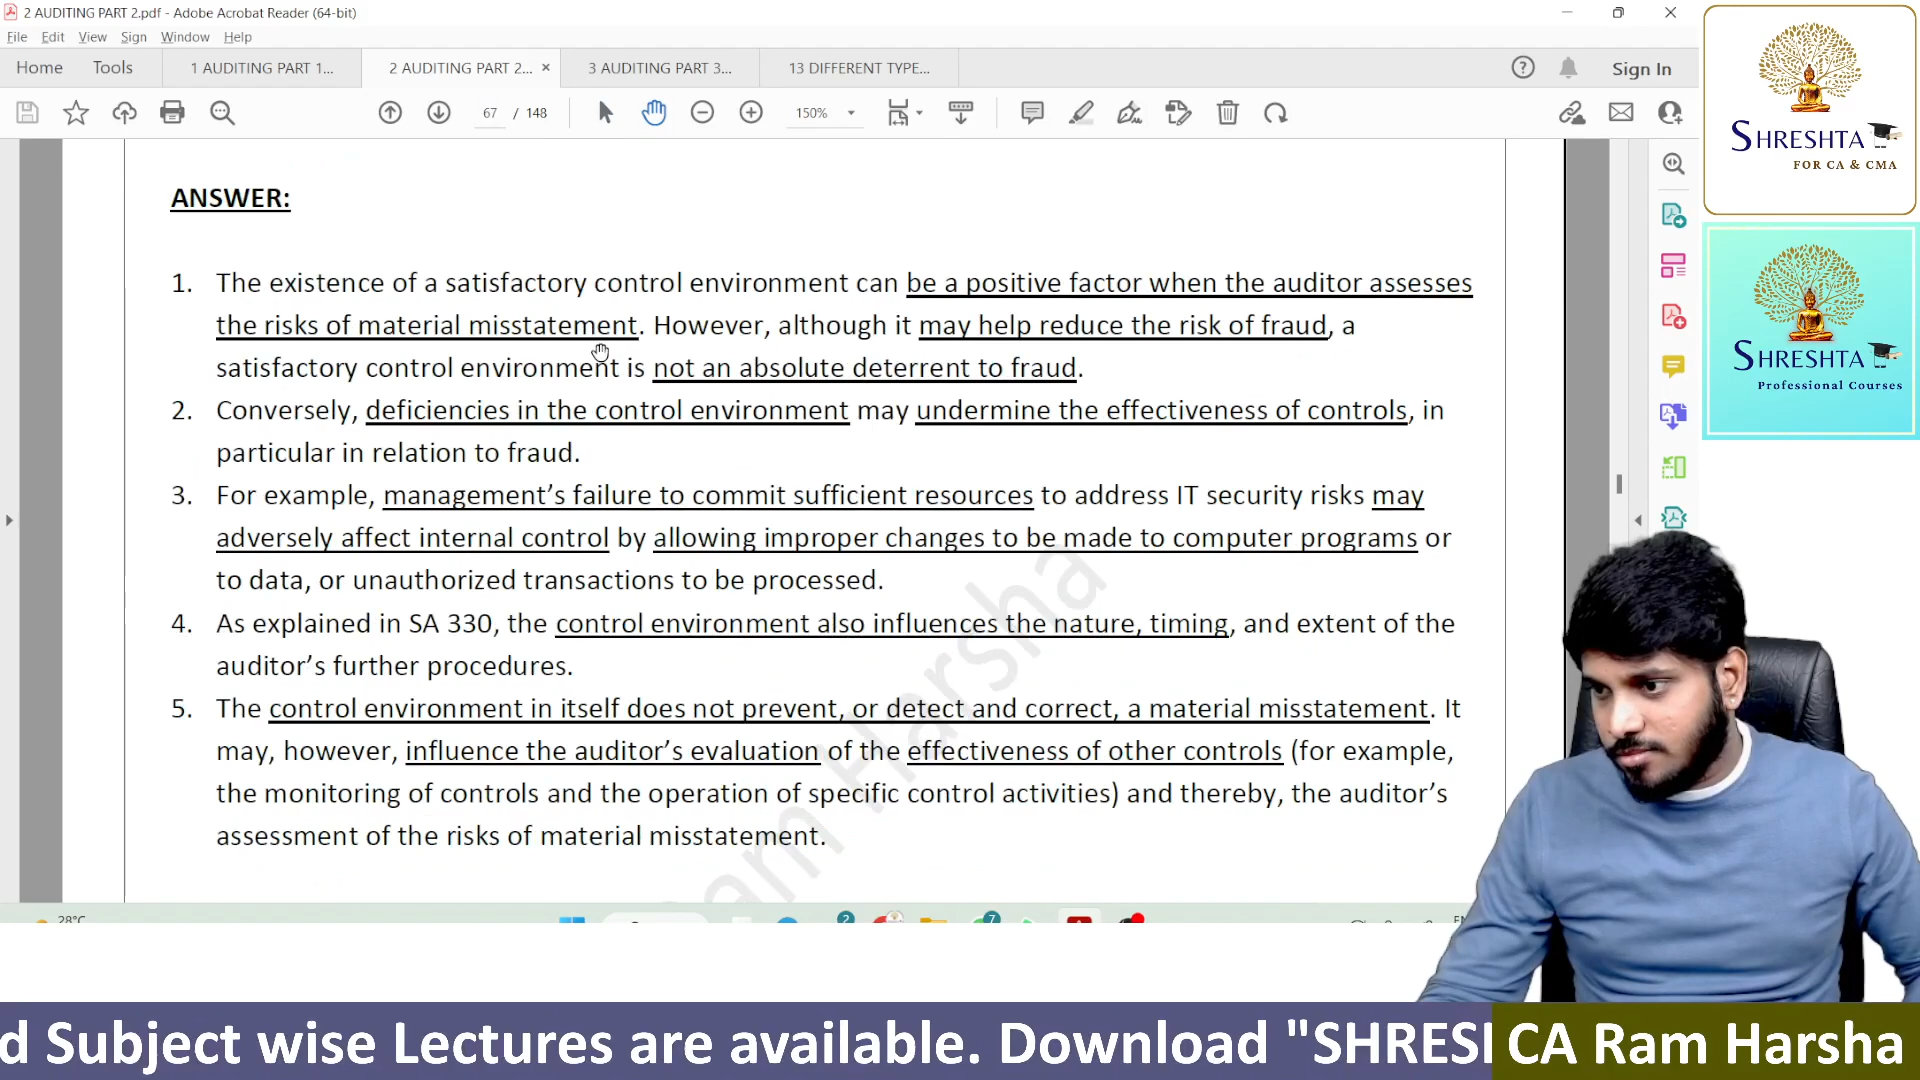 2 AUDITING PART 2.pdf - Adobe Acrobat Reader (64-bit)
File Edit View Sign Window Help
Home Tools 1 AUDITING PART 1... 2 AUDITING PART 2... × 3 AUDITING PART 3... 13 DIFFERENT TYPE... Sign In
67 / 148 150%
ANSWER:
1. The existence of a satisfactory control environment can be a positive factor when the auditor assesses
the risks of material misstatement. However, although it may help reduce the risk of fraud, a
satisfactory control environment is not an absolute deterrent to fraud.
2. Conversely, deficiencies in the control environment may undermine the effectiveness of controls, in
particular in relation to fraud.
3. For example, management’s failure to commit sufficient resources to address IT security risks may
adversely affect internal control by allowing improper changes to be made to computer programs or
to data, or unauthorized transactions to be processed.
4. As explained in SA 330, the control environment also influences the nature, timing, and extent of the
auditor’s further procedures.
5. The control environment in itself does not prevent, or detect and correct, a material misstatement. It
may, however, influence the auditor’s evaluation of the effectiveness of other controls (for example,
the monitoring of controls and the operation of specific control activities) and thereby, the auditor’s
assessment of the risks of material misstatement.
Harsha
28°C
2
7
SHRESHTA
FOR CA & CMA
SHRESHTA
Professional Courses
d Subject wise Lectures are available. Download "SHRESH
CA Ram Harsha